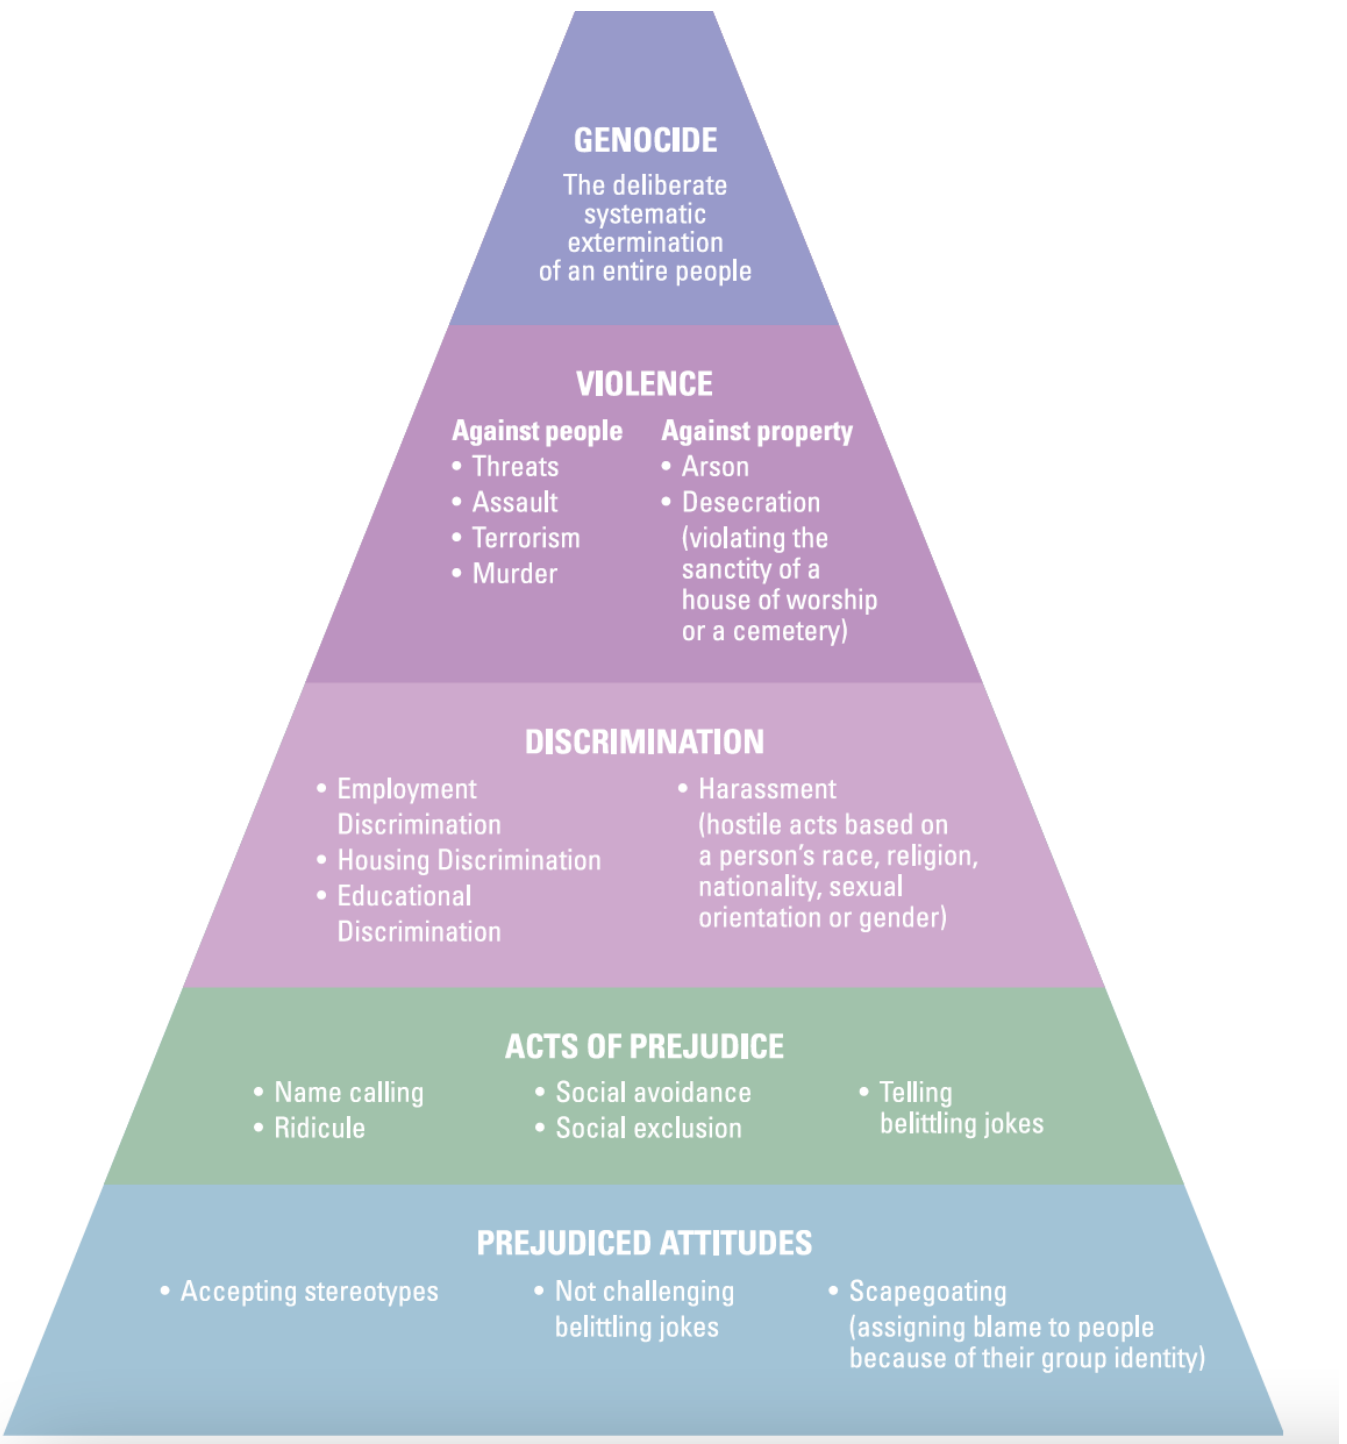 GENOCIDE
The deliberate
systematic
extermination
of an entire people
VIOLENCE
Against people
• Threats
• Assault
• Terrorism
• Murder
Against property
• Arson
• Desecration
(violating the
sanctity of a
house of worship
or a cemetery)
DISCRIMINATION
• Employment
Discrimination
• Housing Discrimination
• Educational
Discrimination
• Harassment
(hostile acts based on
a person’s race, religion,
nationality, sexual
orientation or gender)
ACTS OF PREJUDICE
• Name calling
• Ridicule
• Social avoidance
• Social exclusion
• Telling
belittling jokes
PREJUDICED ATTITUDES
• Accepting stereotypes
• Not challenging
belittling jokes
• Scapegoating
(assigning blame to people
because of their group identity)